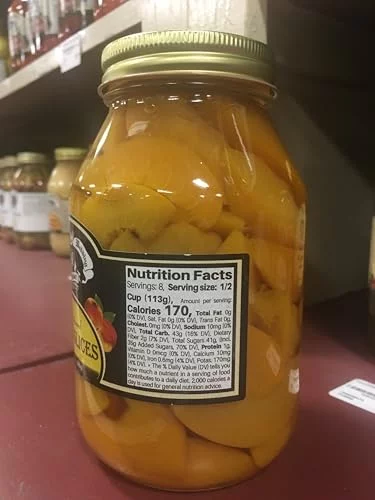 Nutrition Facts
Servings: 8, Serving size: 1/2
Cup (113g), Amount per serving:
Calories 170, Total Fat 0g
(0% DV), Sat. Fat 0g (0% DV), Trans Fat 0g,
Cholest. 0mg (0% DV), Sodium 10mg (0%
DV), Total Carb. 43g (16% DV), Dietary
Fiber 2g (7% DV), Total Sugars 41g, (Incl.
35g Added Sugars, 70% DV), Protein 1g,
Vitamin D 0mcg (0% DV), Calcium 10mg
(0% DV), Iron 0.6mg (4% DV), Potas. 170mg
(4% DV). • The % Daily Value (DV) tells you
how much a nutrient in a serving of food
contributes to a daily diet. 2,000 calories a
day is used for general nutrition advice.
ICES